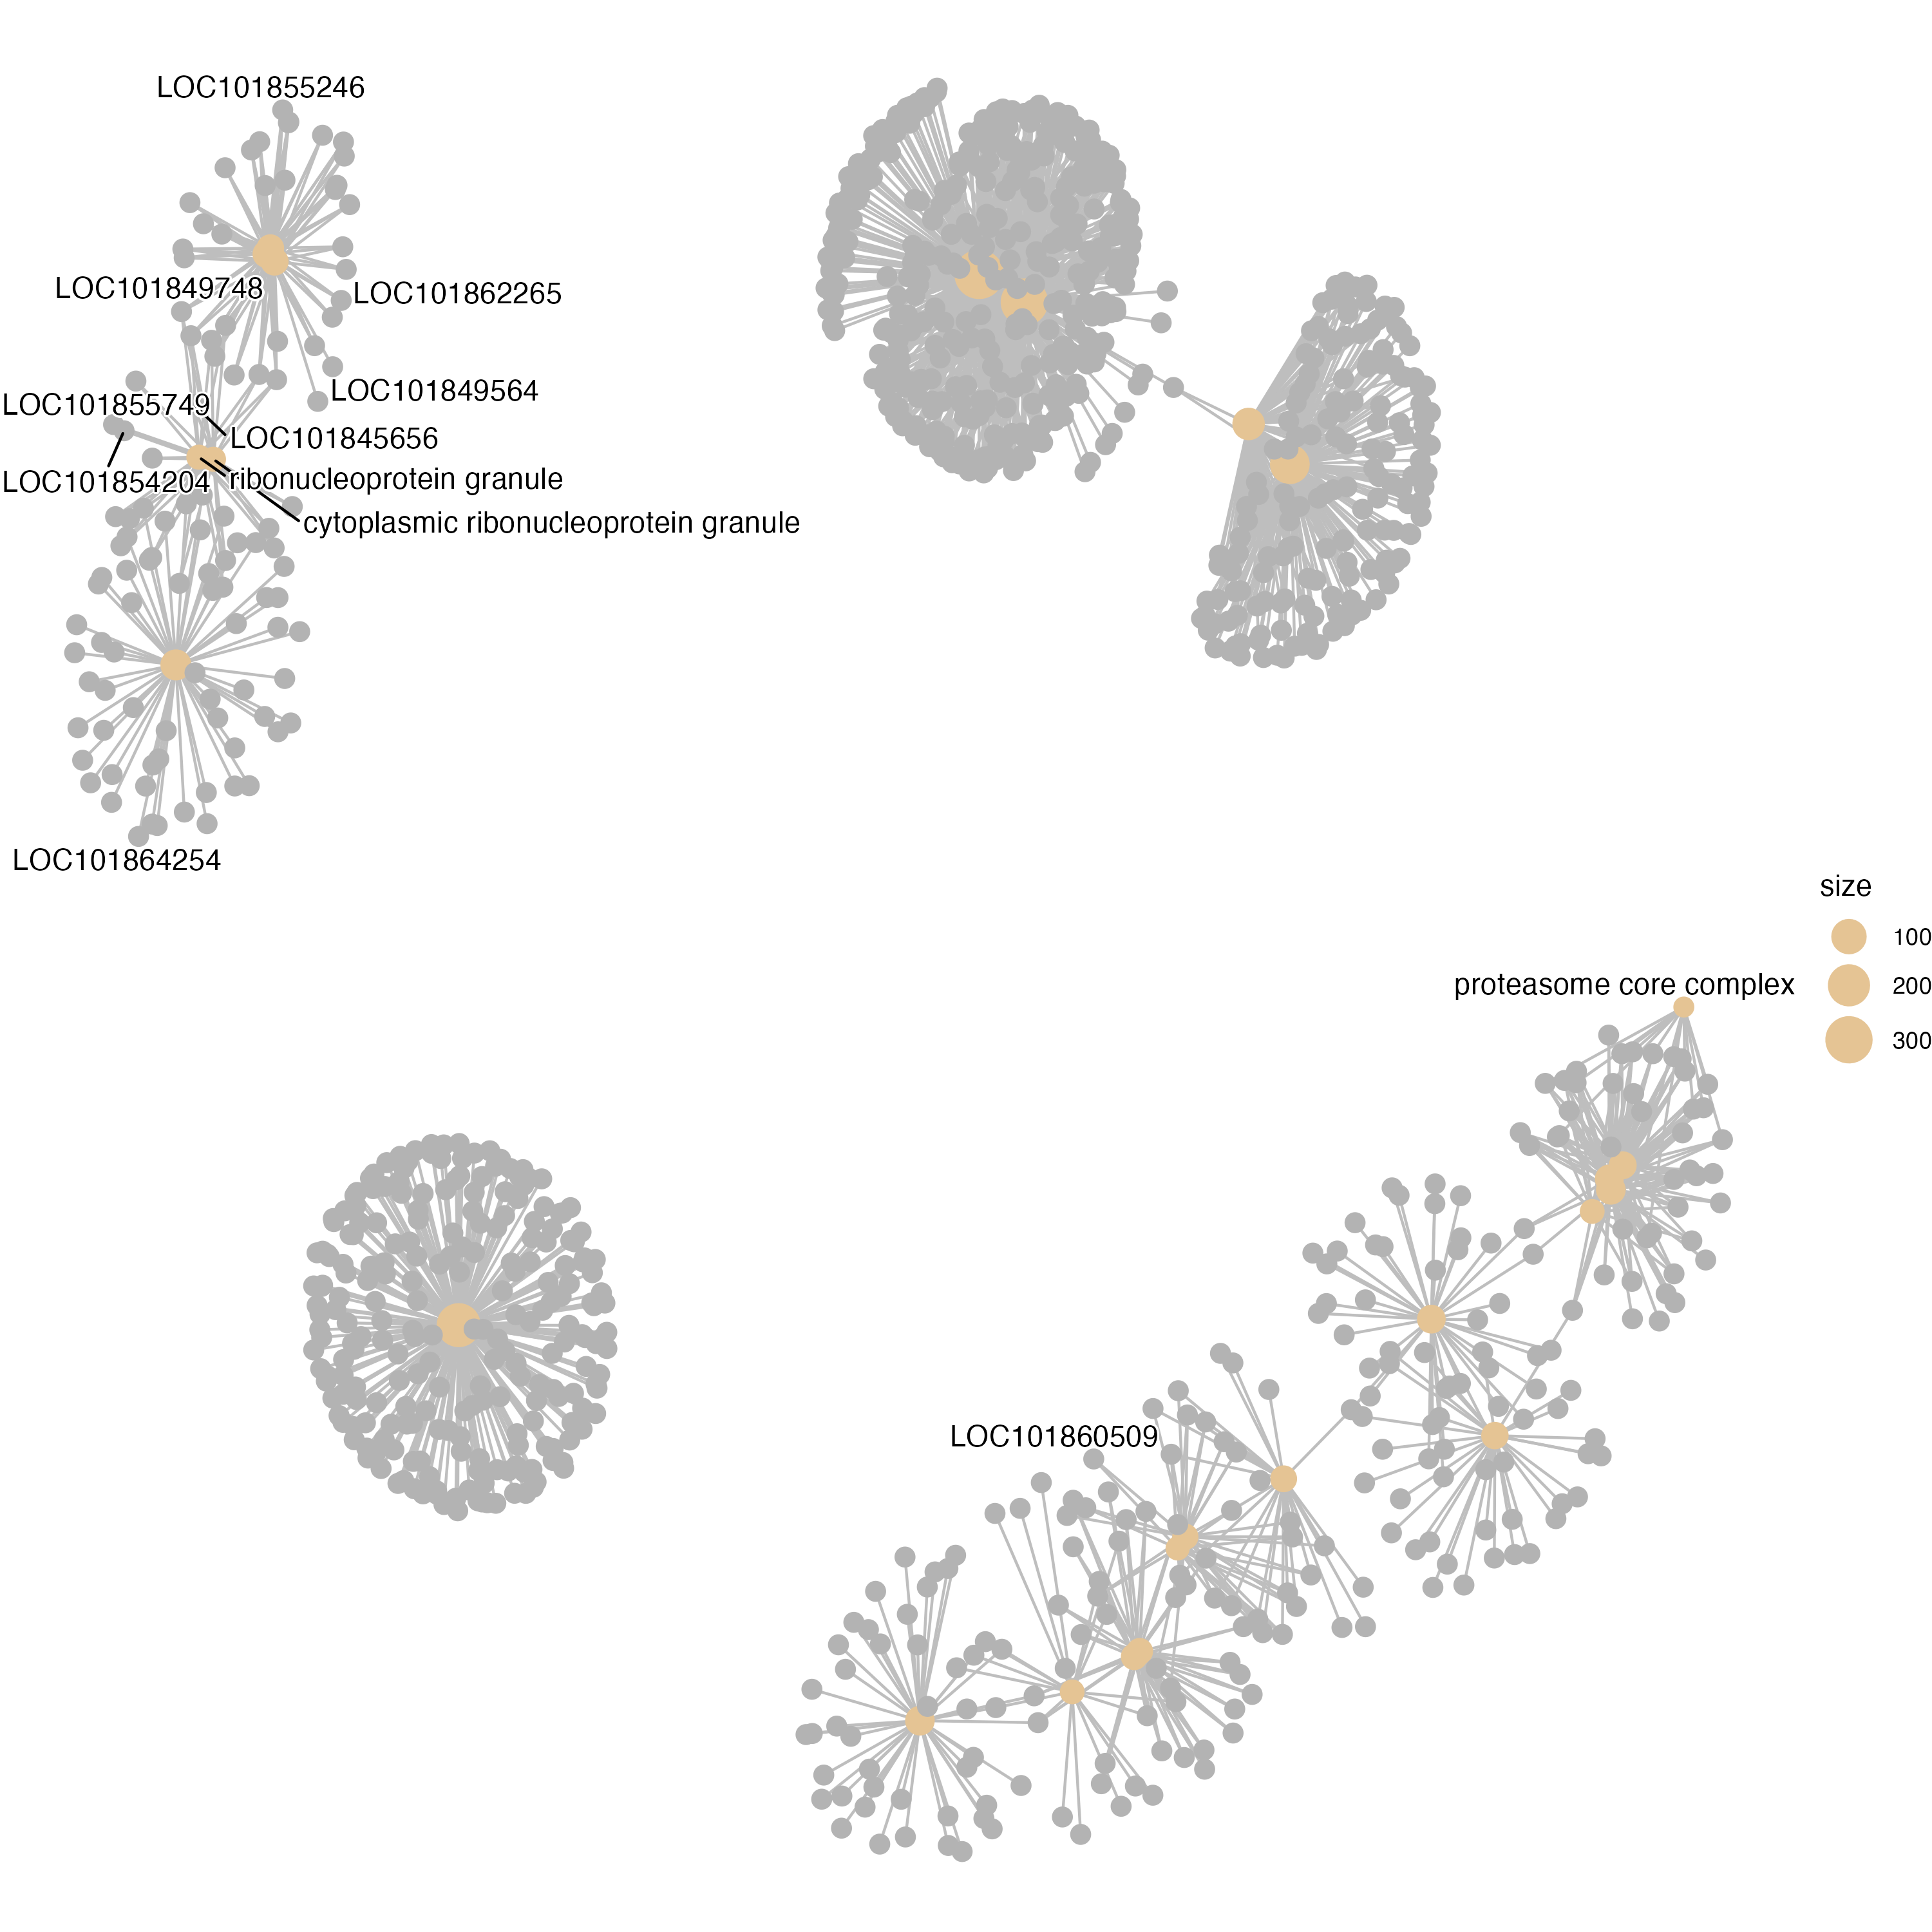 LOC101855246
LOC101849748
LOC101862265
LOC101849564
LOC101855749
LOC101845656
LOC101854204
ribonucleoprotein granule
cytoplasmic ribonucleoprotein granule
LOC101864254
size
100
200
300
proteasome core complex
LOC101860509